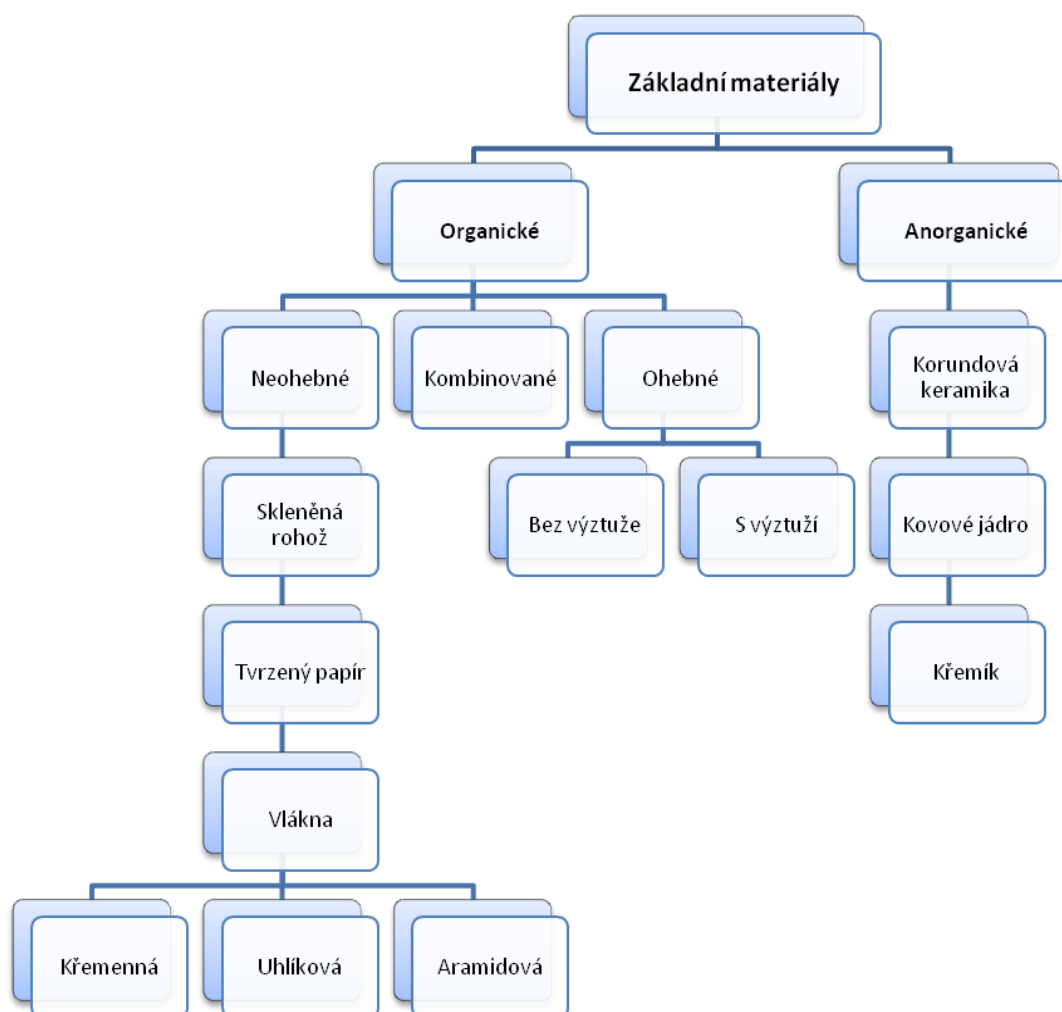 Základní materiály
Organické
Anorganické
Neohebné
Kombinované
Ohebné
Korundová
keramika
Skleněná
rohož
Bez výztuže
S výztuží
Kovové jádro
Tvrzený papír
Křemík
Vlákna
Křemenná
Uhlíková
Aramidová